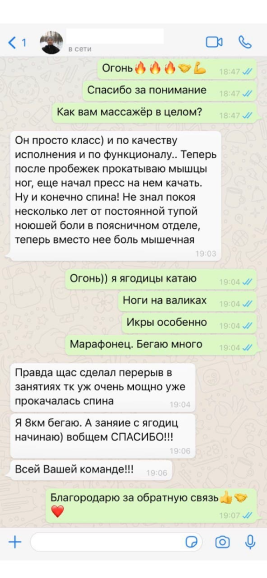 1
в сети
Огонь🔥🔥🔥🤝💪
18:47
Спасибо за понимание
18:47
Как вам массажёр в целом?
18:47
Он просто класс) и по качеству
исполнения и по функционалу.. Теперь
после пробежек прокатываю мышцы
ног, еще начал пресс на нем качать.
Ну и конечно спина! Не знал покоя
несколько лет от постоянной тупой
ноюшей боли в поясничном отделе,
теперь вместо нее боль мышечная
19:03
Огонь)) я ягодицы катаю
19:04
Ноги на валиках
19:04
Икры особенно
19:04
Марафонец. Бегаю много
19:04
Правда щас сделал перерыв в
занятиях тк уж очень мощно уже
прокачалась спина
19:04
Я 8км бегаю. А заняие с ягодиц
начинаю) вобщем СПАСИБО!!!
19:06
Всей Вашей команде!!!
19:06
Благородарю за обратную связь👍🤝
❤️
19:07